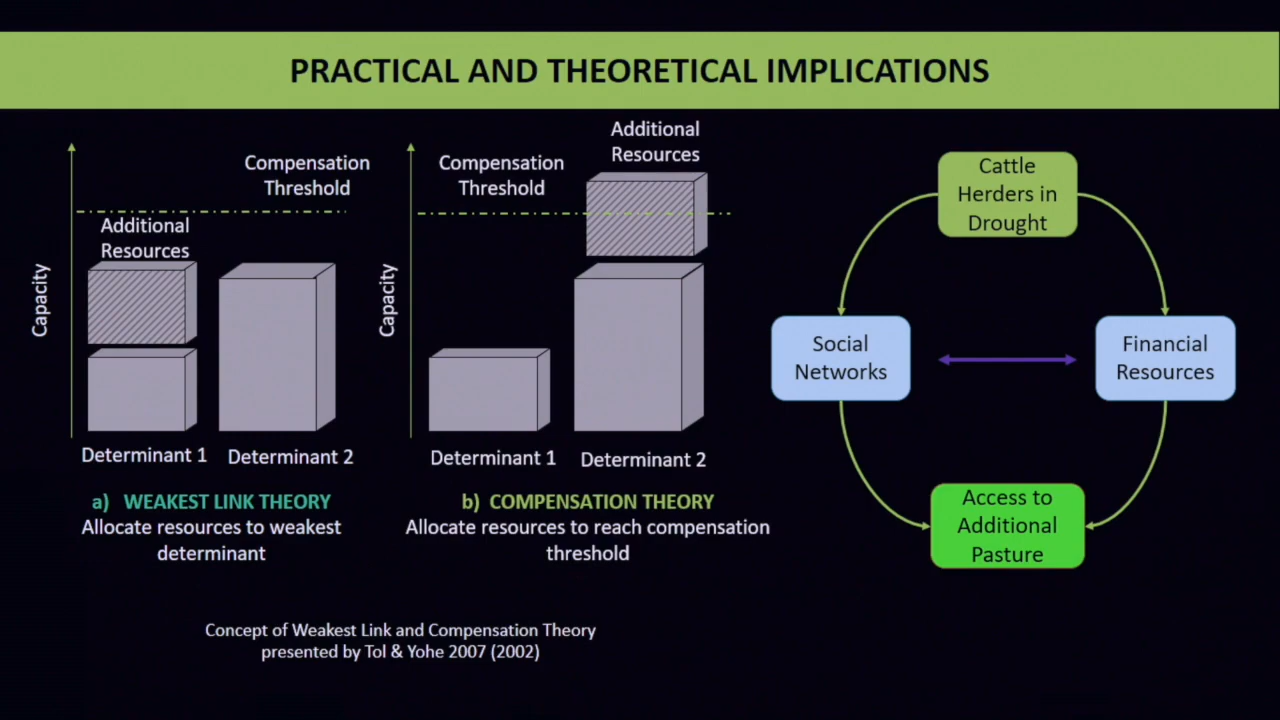 PRACTICAL AND THEORETICAL IMPLICATIONS
Compensation
Threshold
Additional
Resources
Capacity
Determinant 1
Determinant 2
a) WEAKEST LINK THEORY
Allocate resources to weakest
determinant
Compensation
Threshold
Additional
Resources
Capacity
Determinant 1
Determinant 2
b) COMPENSATION THEORY
Allocate resources to reach compensation
threshold
Concept of Weakest Link and Compensation Theory
presented by Tol & Yohe 2007 (2002)
Cattle
Herders in
Drought
Social
Networks
Financial
Resources
Access to
Additional
Pasture